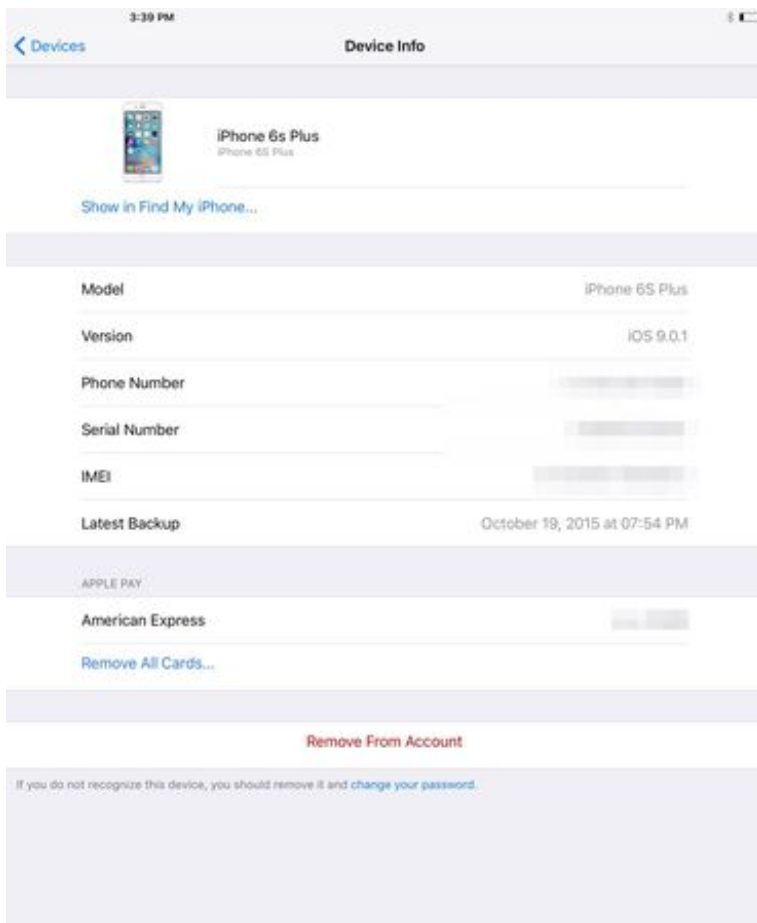 3:39 PM
Devices
Device Info
iPhone 6s Plus
iPhone 6S Plus
Show in Find My iPhone...
Model iPhone 6S Plus
Version iOS 9.0.1
Phone Number
Serial Number
IMEI
Latest Backup October 19, 2015 at 07:54 PM
APPLE PAY
American Express
Remove All Cards...
Remove From Account
If you do not recognize this device, you should remove it and change your password.